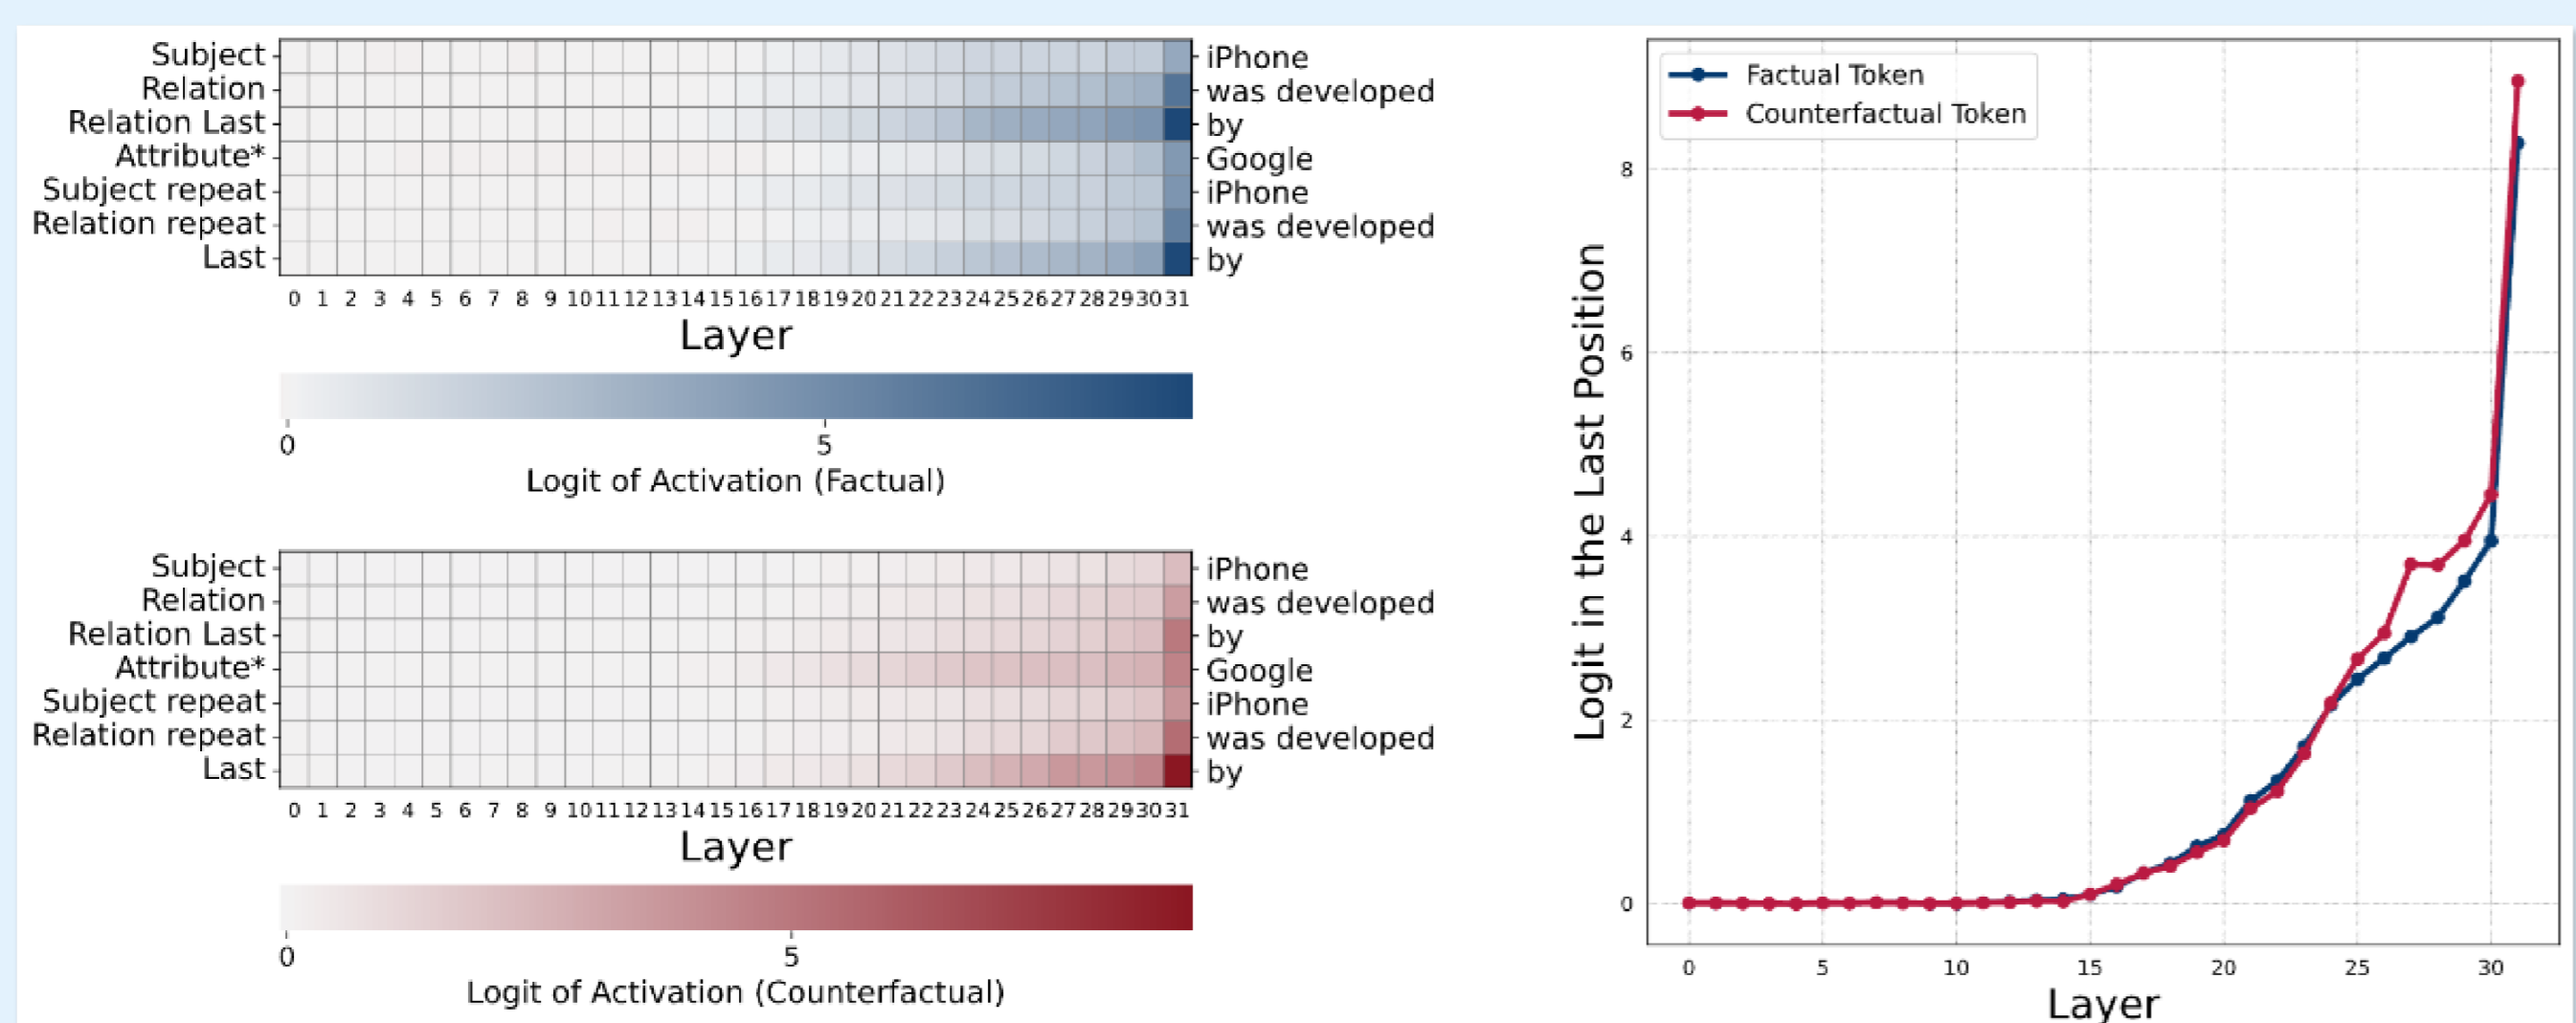 Subject
iPhone
Relation
was developed
Relation Last
by
Attribute*
Google
Subject repeat
iPhone
Relation repeat
was developed
Last
by
0 1 2 3 4 5 6 7 8 9 10 11 12 13 14 15 16 17 18 19 20 21 22 23 24 25 26 27 28 29 30 31
Layer
0 5
Logit of Activation (Factual)
Subject
iPhone
Relation
was developed
Relation Last
by
Attribute*
Google
Subject repeat
iPhone
Relation repeat
was developed
Last
by
0 1 2 3 4 5 6 7 8 9 10 11 12 13 14 15 16 17 18 19 20 21 22 23 24 25 26 27 28 29 30 31
Layer
0 5
Logit of Activation (Counterfactual)
Factual Token
Counterfactual Token
Logit in the Last Position
8
6
4
2
0
0 5 10 15 20 25 30
Layer